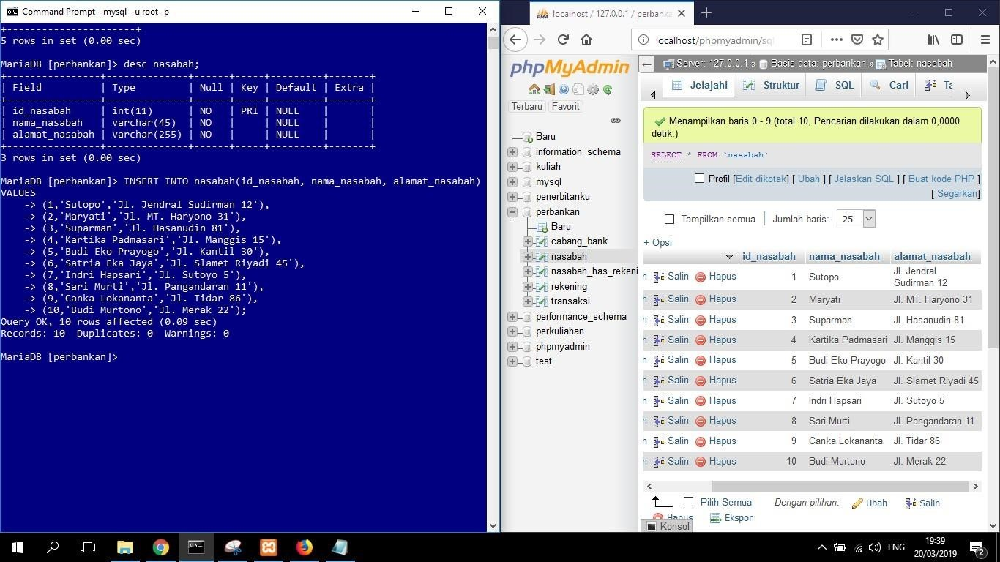 Command Prompt - mysql -u root -p
+----------------------+
5 rows in set (0.00 sec)
MariaDB [perbankan]> desc nasabah;
+----------------+--------------+------+-----+---------+-------+
| Field | Type | Null | Key | Default | Extra |
+----------------+--------------+------+-----+---------+-------+
| id_nasabah | int(11) | NO | PRI | NULL | |
| nama_nasabah | varchar(45) | NO | | NULL | |
| alamat_nasabah | varchar(255) | NO | | NULL | |
+----------------+--------------+------+-----+---------+-------+
3 rows in set (0.00 sec)
MariaDB [perbankan]> INSERT INTO nasabah(id_nasabah, nama_nasabah, alamat_nasabah)
VALUES
-> (1,'Sutopo','Jl. Jendral Sudirman 12'),
-> (2,'Maryati','Jl. MT. Haryono 31'),
-> (3,'Suparman','Jl. Hasanudin 81'),
-> (4,'Kartika Padmasari','Jl. Manggis 15'),
-> (5,'Budi Eko Prayogo','Jl. Kantil 30'),
-> (6,'Satria Eka Jaya','Jl. Slamet Riyadi 45'),
-> (7,'Indri Hapsari','Jl. Sutoyo 5'),
-> (8,'Sari Murti','Jl. Pangandaran 11'),
-> (9,'Canka Lokananta','Jl. Tidar 86'),
-> (10,'Budi Murtono','Jl. Merak 22');
Query OK, 10 rows affected (0.09 sec)
Records: 10 Duplicates: 0 Warnings: 0
MariaDB [perbankan]>
PMA localhost / 127.0.0.1 / perbanka
localhost/phpmyadmin/sql
phpMyAdmin
Terbaru Favorit
Baru
information_schema
kuliah
mysql
penerbitanku
perbankan
Baru
cabang_bank
nasabah
nasabah_has_rekeni
rekening
transaksi
performance_schema
perkuliahan
phpmyadmin
test
Server: 127.0.0.1 » Basis data: perbankan » Tabel: nasabah
Jelajahi Struktur SQL Cari Ta
Menampilkan baris 0 - 9 (total 10, Pencarian dilakukan dalam 0,0000
detik.)
SELECT * FROM `nasabah`
Profil [Edit dikotak] [ Ubah ] [ Jelaskan SQL ] [ Buat kode PHP ]
[ Segarkan]
Tampilkan semua | Jumlah baris: 25
+ Opsi
id_nasabah nama_nasabah alamat_nasabah
Salin Hapus 1 Sutopo Jl. Jendral
Sudirman 12
Salin Hapus 2 Maryati Jl. MT. Haryono 31
Salin Hapus 3 Suparman Jl. Hasanudin 81
Salin Hapus 4 Kartika Padmasari Jl. Manggis 15
Salin Hapus 5 Budi Eko Prayogo Jl. Kantil 30
Salin Hapus 6 Satria Eka Jaya Jl. Slamet Riyadi 45
Salin Hapus 7 Indri Hapsari Jl. Sutoyo 5
Salin Hapus 8 Sari Murti Jl. Pangandaran 11
Salin Hapus 9 Canka Lokananta Jl. Tidar 86
Salin Hapus 10 Budi Murtono Jl. Merak 22
Pilih Semua Dengan pilihan: Ubah Salin
Hapus Ekspor
Konsol
ENG
19:39
20/03/2019
2